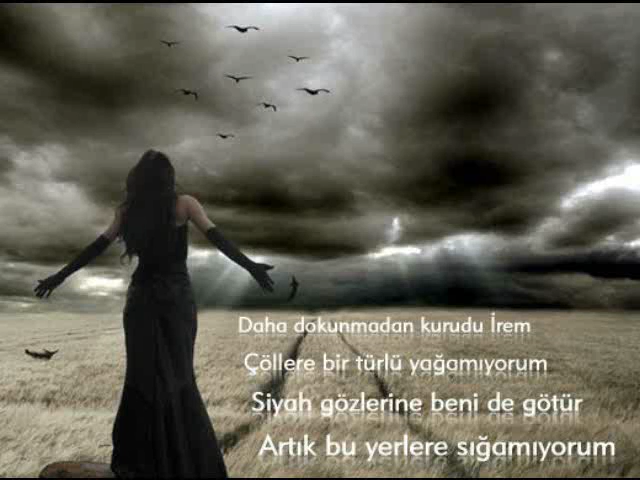 Daha dokunmadan kurudu İrem
Çöllere bir türlü yağamıyorum
Siyah gözlerine beni de götür
Artık bu yerlere sığamıyorum